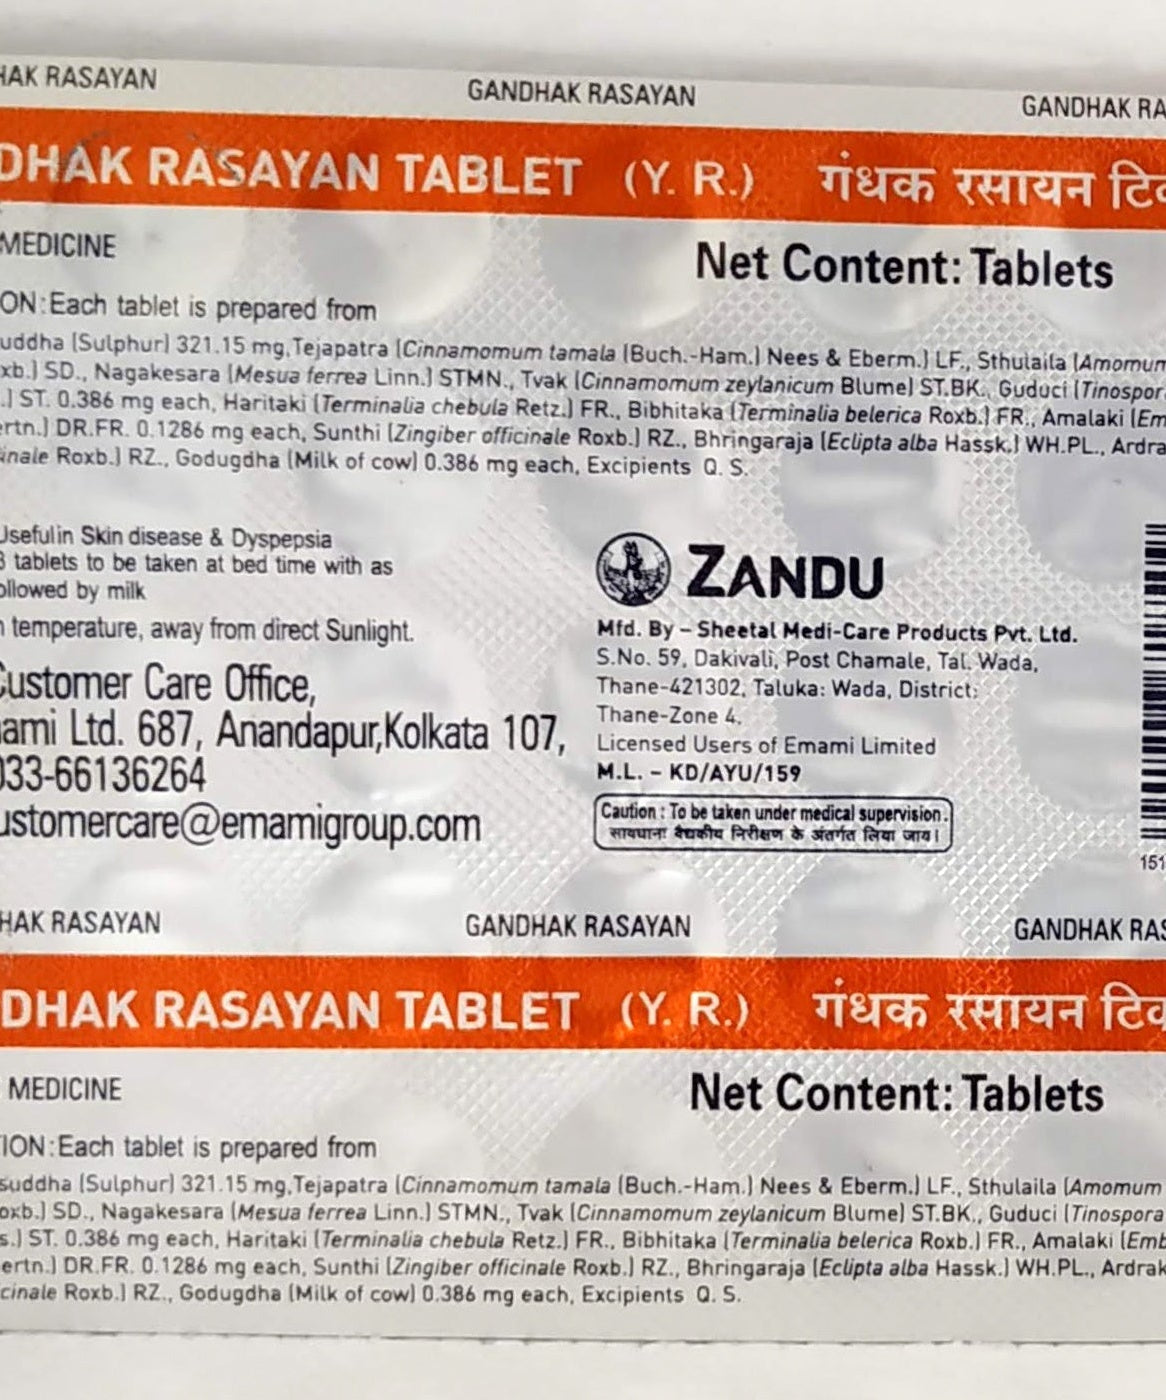 HAK RASAYAN GANDHAK RASAYAN GANDHAK RA
DHAK RASAYAN TABLET (Y. R.) गंधक रसायन टि
MEDICINE
Net Content: Tablets
ON:Each tablet is prepared from
uddha (Sulphur) 321.15 mg,Tejapatra (Cinnamomum tamala (Buch.-Ham.) Nees & Eberm.) LF., Sthulaila (Amomum
xb.) SD., Nagakesara (Mesua ferrea Linn.) STMN., Tvak (Cinnamomum zeylanicum Blume) ST.BK., Guduci (Tinospor
.) ST. 0.386 mg each, Haritaki (Terminalia chebula Retz.) FR., Bibhitaka (Terminalia belerica Roxb.) FR., Amalaki (Em
ertn.) DR.FR. 0.1286 mg each, Sunthi (Zingiber officinale Roxb.) RZ., Bhringaraja (Eclipta alba Hassk.) WH.PL., Ardra
inale Roxb.) RZ., Godugdha (Milk of cow) 0.386 mg each, Excipients Q. S.
Usefulin Skin disease & Dyspepsia
3 tablets to be taken at bed time with as
ollowed by milk
n temperature, away from direct Sunlight.
Customer Care Office,
ami Ltd. 687, Anandapur,Kolkata 107,
033-66136264
ustomercare@emamigroup.com
ZANDU
Mfd. By – Sheetal Medi-Care Products Pvt. Ltd.
S.No. 59, Dakivali, Post Chamale, Tal. Wada,
Thane-421302, Taluka: Wada, District:
Thane-Zone 4.
Licensed Users of Emami Limited
M.L. – KD/AYU/159
Caution : To be taken under medical supervision.
सावधानः वैद्यकीय निरीक्षण के अंतर्गत लिया जाय।
151
HAK RASAYAN GANDHAK RASAYAN GANDHAK RAS
DHAK RASAYAN TABLET (Y. R.) गंधक रसायन टि
MEDICINE
Net Content: Tablets
TION:Each tablet is prepared from
suddha (Sulphur) 321.15 mg,Tejapatra (Cinnamomum tamala (Buch.-Ham.) Nees & Eberm.) LF., Sthulaila (Amomum
oxb.) SD., Nagakesara (Mesua ferrea Linn.) STMN., Tvak (Cinnamomum zeylanicum Blume) ST.BK., Guduci (Tinospora
s.) ST. 0.386 mg each, Haritaki (Terminalia chebula Retz.) FR., Bibhitaka (Terminalia belerica Roxb.) FR., Amalaki (Emb
ertn.) DR.FR. 0.1286 mg each, Sunthi (Zingiber officinale Roxb.) RZ., Bhringaraja (Eclipta alba Hassk.) WH.PL., Ardrak
cinale Roxb.) RZ., Godugdha (Milk of cow) 0.386 mg each, Excipients Q. S.